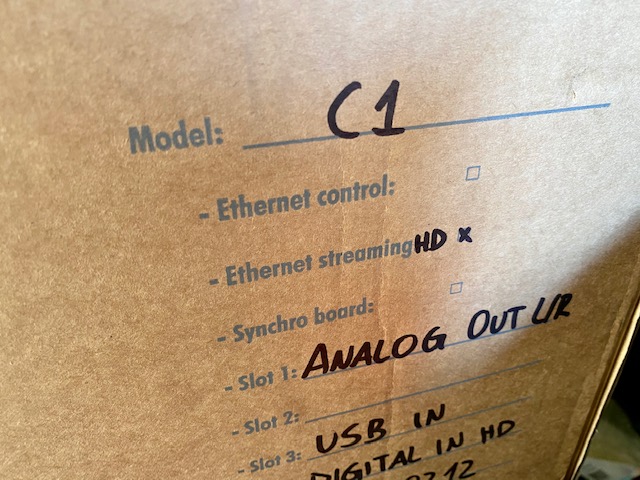 Model: C1
- Ethernet control: □
- Ethernet streaming HD x
- Synchro board: □
- Slot 1: ANALOG OUT L/R
- Slot 2:
- Slot 3: USB IN
DIGITAL IN HD